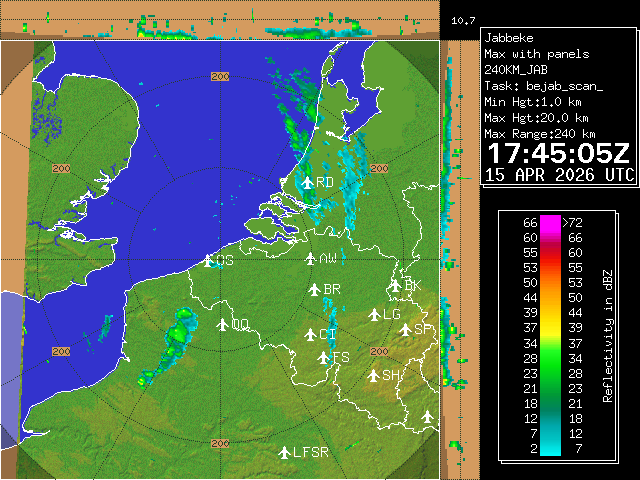 10.7
Jabbeke
Max with panels
240KM_JAB
Task: bejab_scan_
Min Hgt:1.0 km
Max Hgt:20.0 km
Max Range:240 km
17:45:05Z
15 APR 2026 UTC
200
200
200
RD
OS
AW
BR
BK
OO
LG
CI
SP
FS
200
200
SH
200
LFSR
66 >72
60 66
55 60
53 55
50 53
44 50
39 44
37 39
34 37
28 34
23 28
21 23
18 21
12 18
7 12
2 7
Reflectivity in dBZ